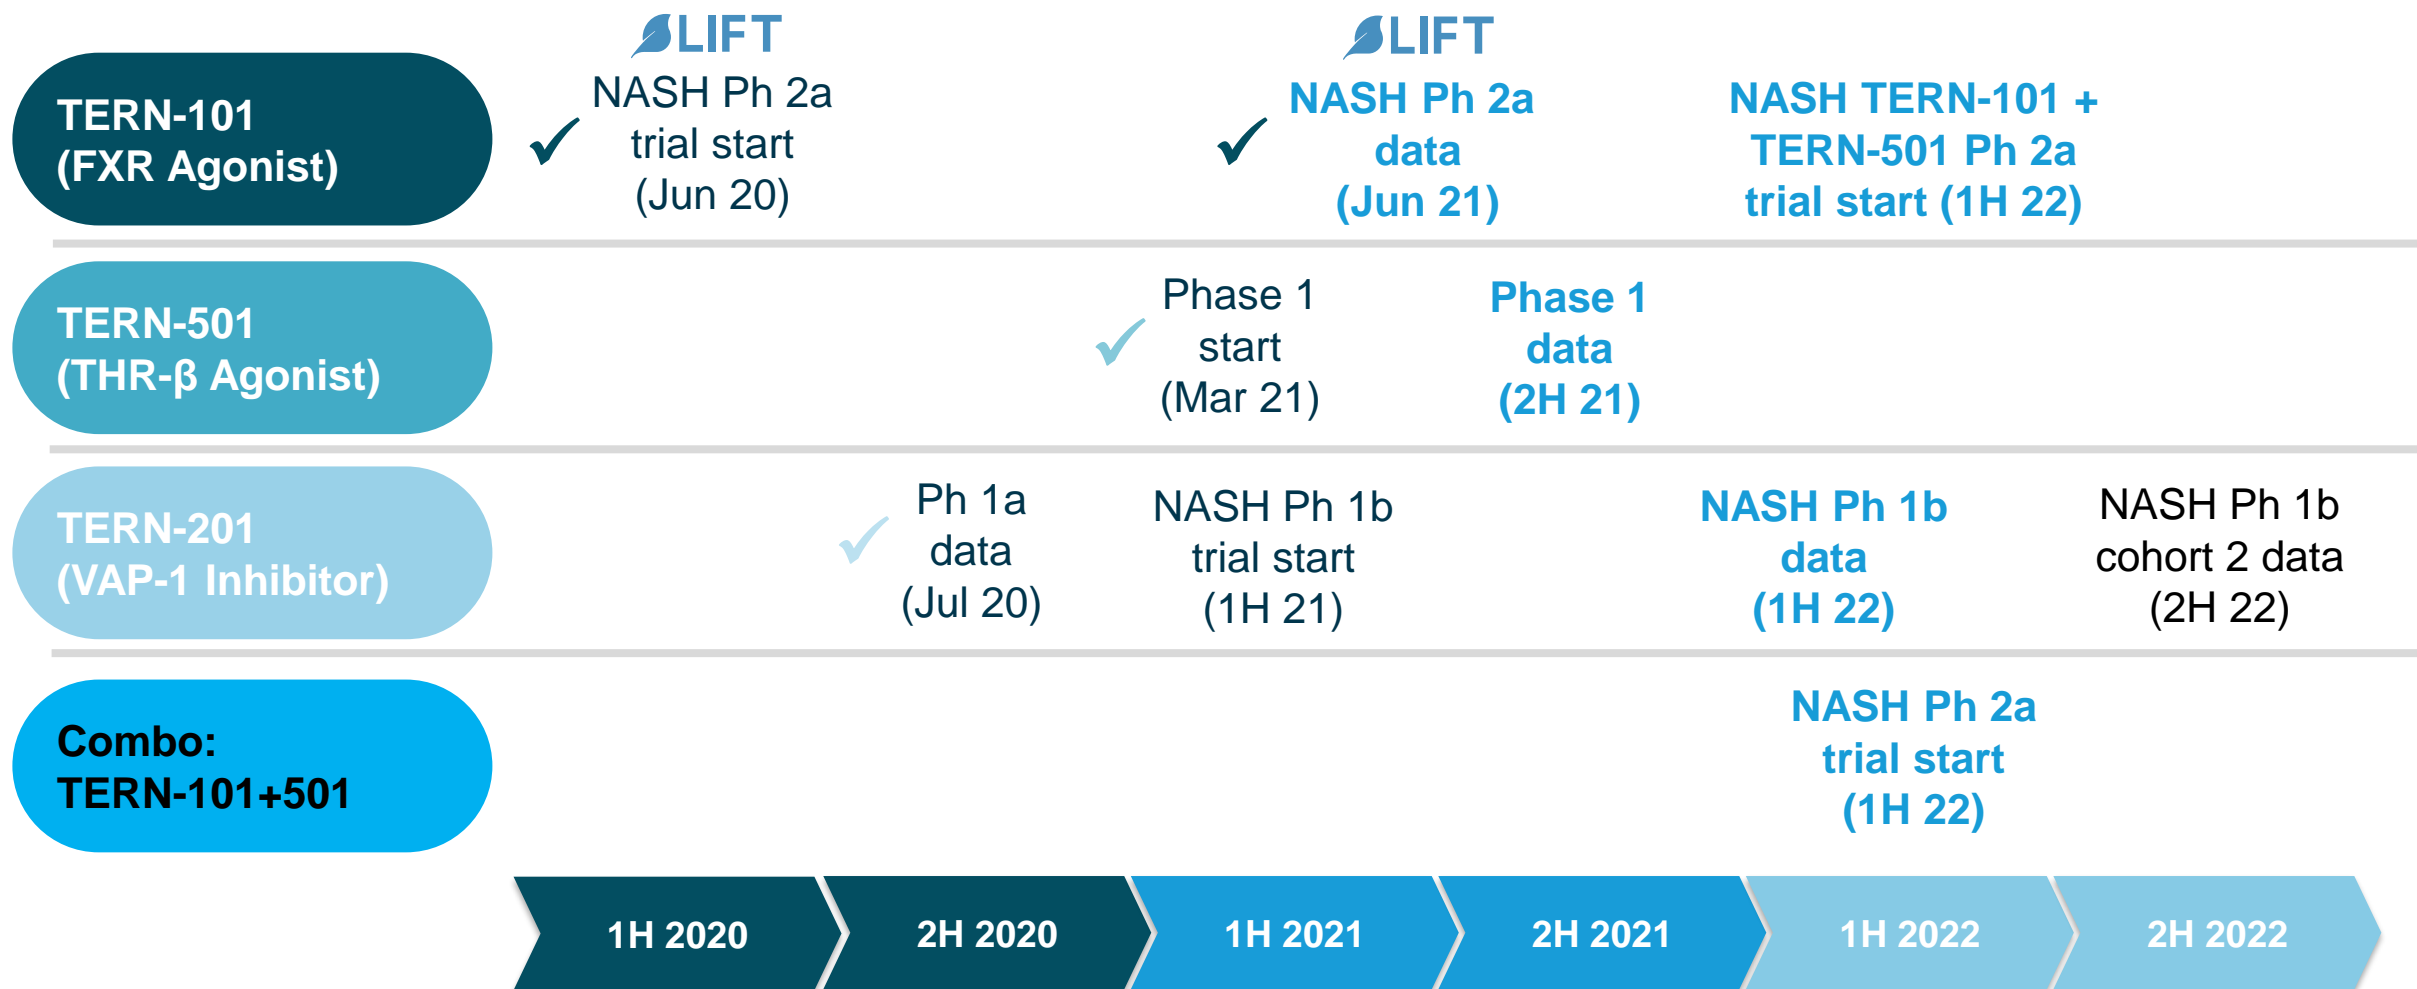 TERN-101
(FXR Agonist)
LIFT
NASH Ph 2a
trial start
(Jun 20)
LIFT
NASH Ph 2a
data
(Jun 21)
NASH TERN-101 +
TERN-501 Ph 2a
trial start (1H 22)
TERN-501
(THR-β Agonist)
Phase 1
start
(Mar 21)
Phase 1
data
(2H 21)
TERN-201
(VAP-1 Inhibitor)
Ph 1a
data
(Jul 20)
NASH Ph 1b
trial start
(1H 21)
NASH Ph 1b
data
(1H 22)
NASH Ph 1b
cohort 2 data
(2H 22)
Combo:
TERN-101+501
NASH Ph 2a
trial start
(1H 22)
1H 2020
2H 2020
1H 2021
2H 2021
1H 2022
2H 2022